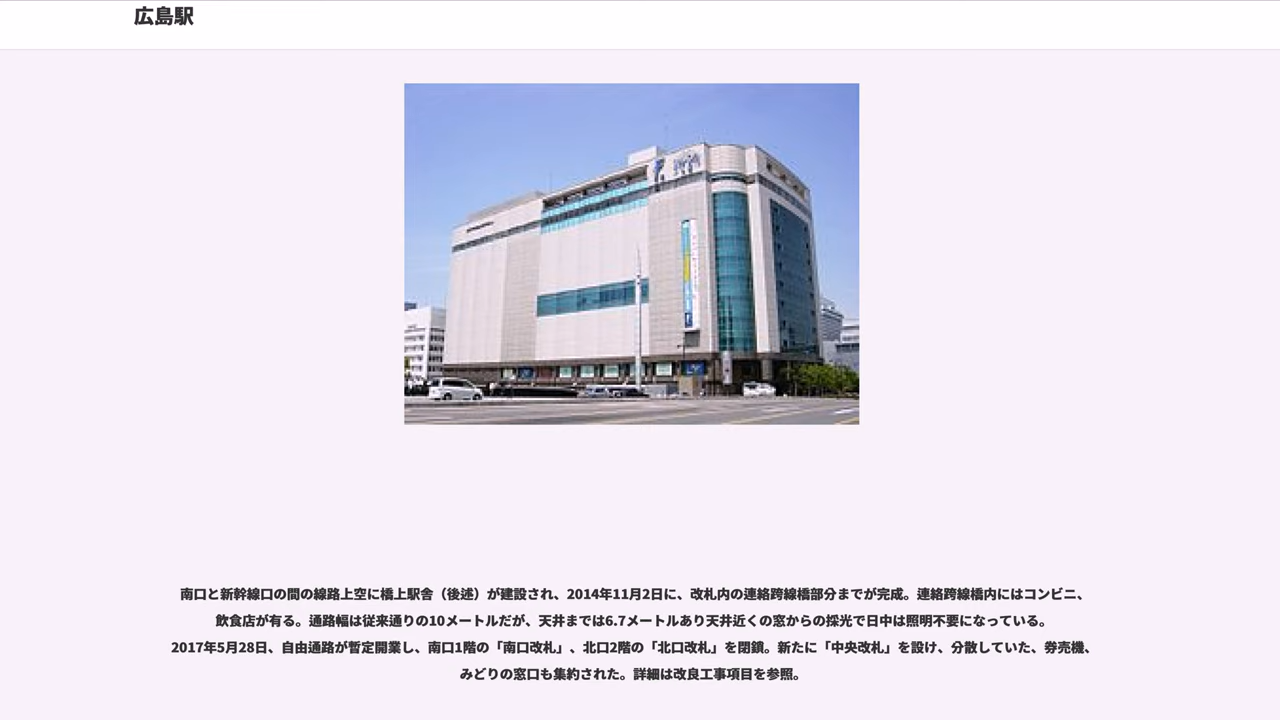 広島駅
南口と新幹線口の間の線路上空に橋上駅舎（後述）が建設され、2014年11月2日に、改札内の連絡跨線橋部分までが完成。連絡跨線橋内にはコンビニ、
飲食店が有る。通路幅は従来通りの10メートルだが、天井までは6.7メートルあり天井近くの窓からの採光で日中は照明不要になっている。
2017年5月28日、自由通路が暫定開業し、南口1階の「南口改札」、北口2階の「北口改札」を閉鎖。新たに「中央改札」を設け、分散していた、券売機、
みどりの窓口も集約された。詳細は改良工事項目を参照。